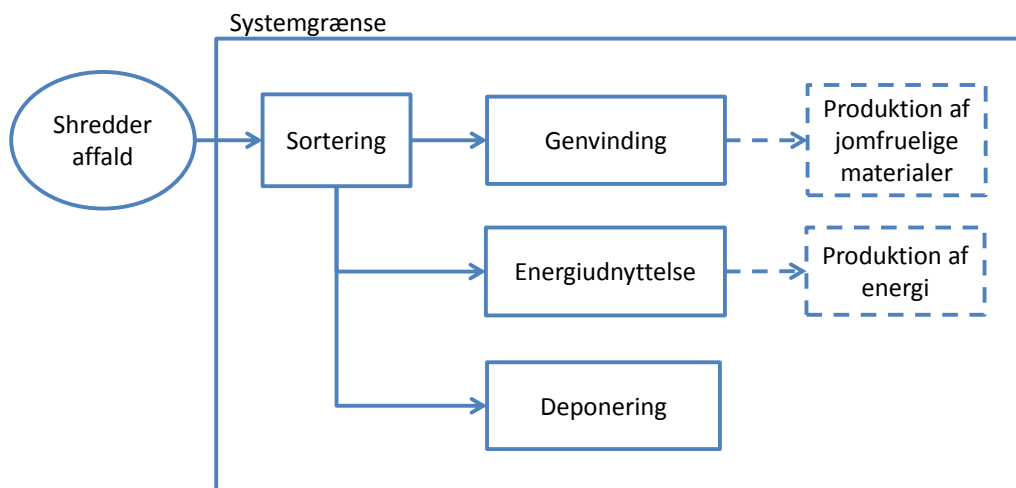 Systemgrænse
Shredder
affald
Sortering
Genvinding
Produktion af
jomfruelige
materialer
Energiudnyttelse
Produktion af
energi
Deponering